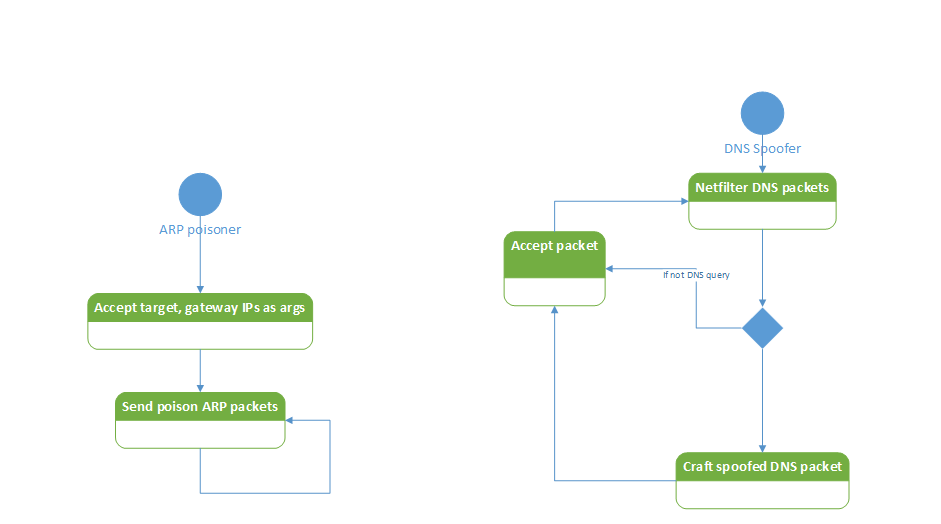 ARP poisoner
Accept target, gateway IPs as args
Send poison ARP packets
DNS Spoofer
Netfilter DNS packets
Accept packet
If not DNS query
Craft spoofed DNS packet